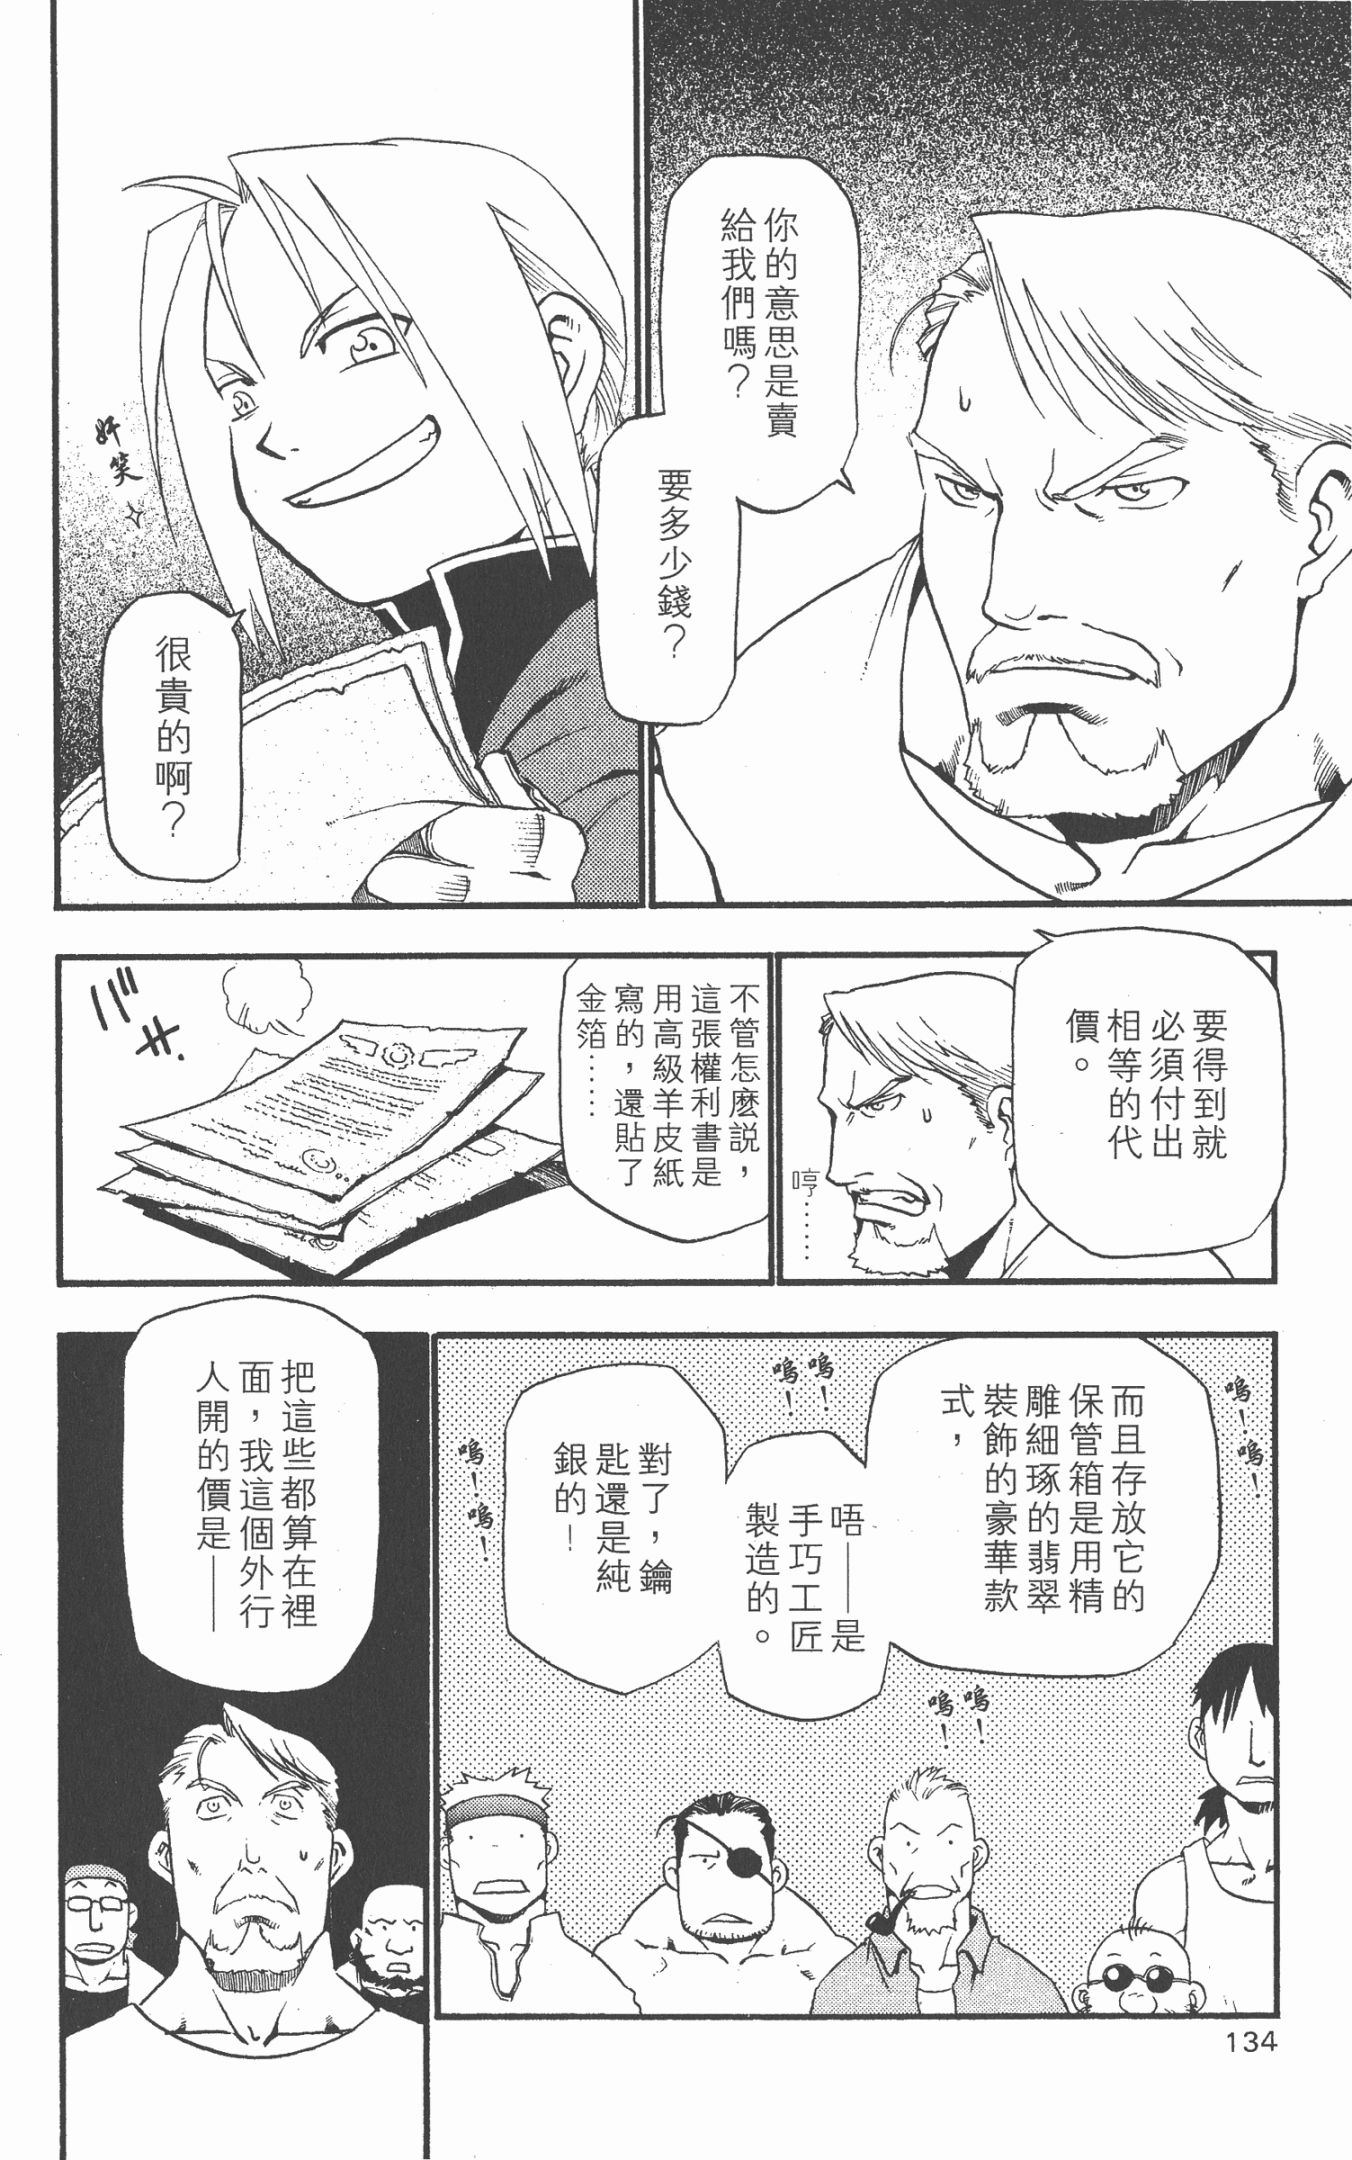 你的意思是賣
給我們嗎？
要多少錢？
奸笑
很貴的啊？
要得到就
必須付出
相等的代
價。
哼……
不管怎麼説，
這張權利書是
用高級羊皮紙
寫的，還貼了
金箔……
而且存放它的
保管箱是用精
雕細琢的翡翠
裝飾的豪華款
式，
唔——是
手巧工匠
製造的。
對了，鑰
匙還是純
銀的！
嗚！嗚！
嗚！
嗚！
嗚！
嗚！
嗚！嗚！
把這些都算在裡
面，我這個外行
人開的價是——
134